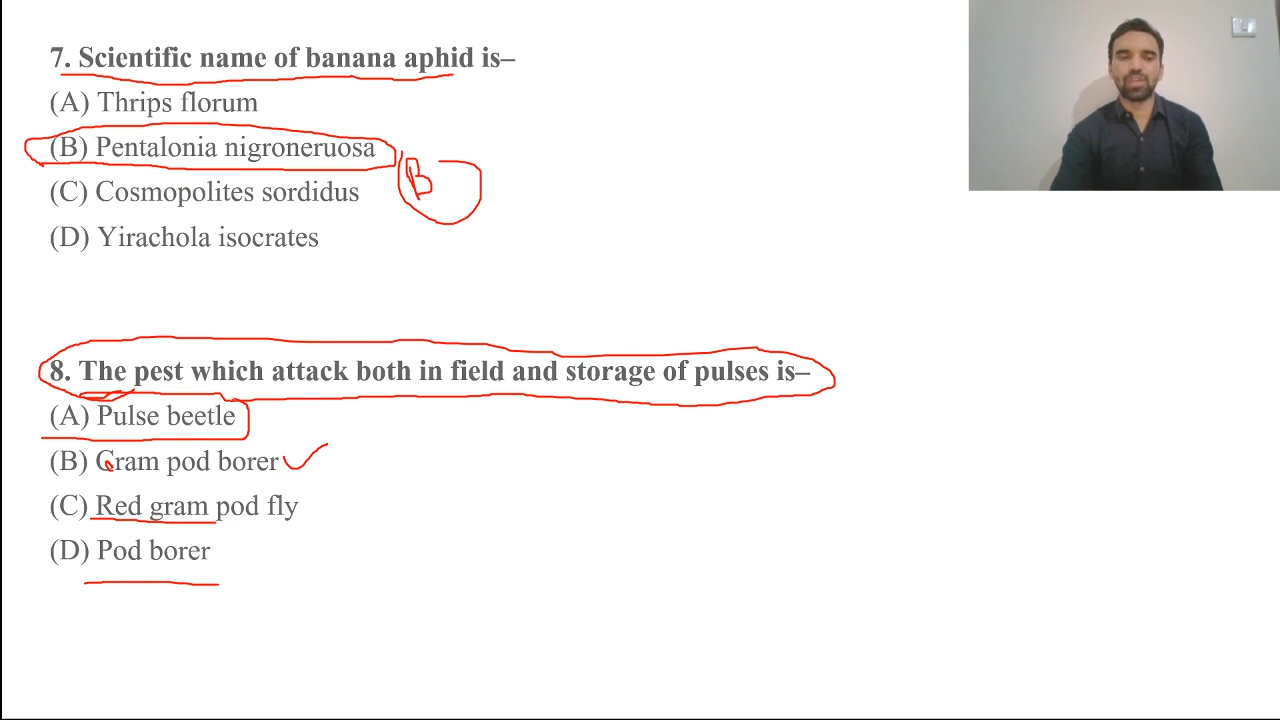 7. Scientific name of banana aphid is–
(A) Thrips florum
(B) Pentalonia nigroneruosa
B
(C) Cosmopolites sordidus
(D) Yirachola isocrates
8. The pest which attack both in field and storage of pulses is–
(A) Pulse beetle
(B) Gram pod borer
(C) Red gram pod fly
(D) Pod borer